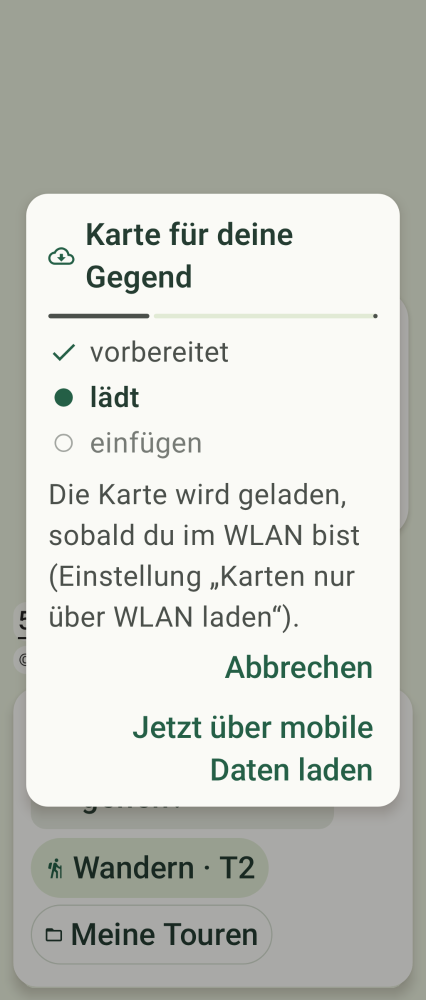 Karte für deine
Gegend
vorbereitet
lädt
einfügen
Die Karte wird geladen,
sobald du im WLAN bist
(Einstellung „Karten nur
über WLAN laden“).
Abbrechen
Jetzt über mobile
Daten laden
Wandern · T2
Meine Touren